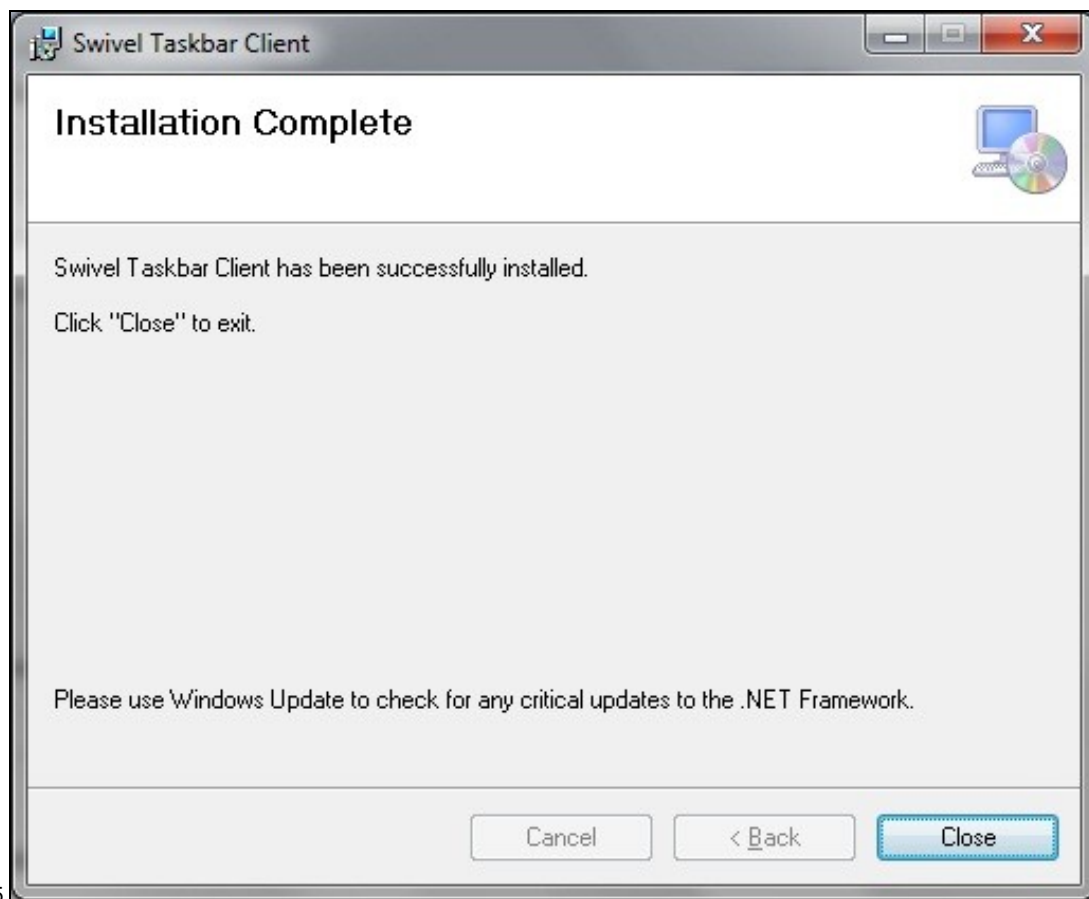 Swivel Taskbar Client
Installation Complete
Swivel Taskbar Client has been successfully installed.
Click "Close" to exit.
Please use Windows Update to check for any critical updates to the .NET Framework.
Cancel
< Back
Close